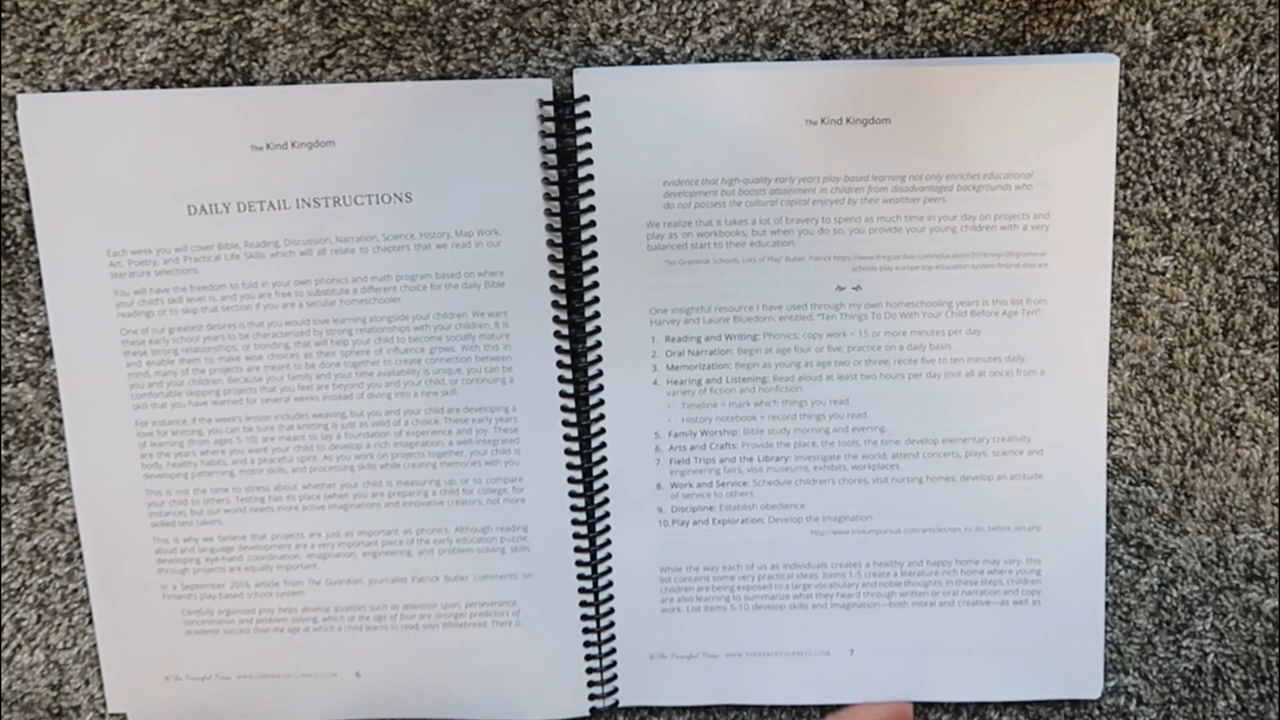 The Kind Kingdom
DAILY DETAIL INSTRUCTIONS
Each week you will cover Bible, Reading, Discussion, Narration, Science, History, Map Work,
Art, Poetry, and Practical Life Skills which will all relate to chapters that we read in our
literature selections.
You will have the freedom to fold in your own phonics and math program based on where
your child's skill level is, and you are free to substitute a different choice for the daily Bible
readings or to skip that section if you are a secular homeschooler.
One of our greatest desires is that you would love learning alongside your children. We want
these early school years to be characterized by strong relationships with your children. It is
these strong relationships, or bonding, that will help your child to become socially mature
and enable them to make wise choices as their sphere of influence grows. With this in
mind, many of the projects are meant to be done together to create connection between
you and your children. Because your family and your time availability is unique, you can be
comfortable skipping projects that you feel are beyond you and your child, or continuing a
skill that you have learned for several weeks instead of diving into a new skill.
For instance, if the week's lesson includes weaving, but you and your child are developing a
love for knitting, you can be sure that knitting is just as valid of a choice. These early years
of learning (from ages 5-10) are meant to lay a foundation of experience and joy. These
are the years where you want your child to develop a rich imagination, a well-integrated
body, healthy habits, and a peaceful spirit. As you work on projects together, your child is
developing patterning, motor skills, and processing skills while creating memories with you.
This is not the time to stress about whether your child is measuring up, or to compare
your child to others. Testing has its place (when you are preparing a child for college, for
instance), but our world needs more active imaginations and innovative creators, not more
skilled test takers.
This is why we believe that projects are just as important as phonics. Although reading
aloud and language development are a very important piece of the early education puzzle,
developing eye-hand coordination, imagination, engineering, and problem-solving skills
through projects are equally important.
In a September 2016 article from The Guardian, journalist Patrick Butler comments on
Finland's play-based school system:
Carefully organized play helps develop qualities such as attention span, perseverance,
concentration and problem solving, which at the age of four are stronger predictors of
academic success than the age at which a child learns to read, says Whitebread. There is
© The Peaceful Press WWW.THEPEACEFULPRESS.COM 6
The Kind Kingdom
evidence that high-quality early years play-based learning not only enriches educational
development but boosts attainment in children from disadvantaged backgrounds who
do not possess the cultural capital enjoyed by their wealthier peers.
We realize that it takes a lot of bravery to spend as much time in your day on projects and
play as on workbooks, but when you do so, you provide your young children with a very
balanced start to their education.
"No Grammar Schools, Lots of Play" Butler, Patrick https://www.theguardian.com/education/2016/sep/20/grammar-
schools-play-europe-top-education-system-finland-daycare
One insightful resource I have used through my own homeschooling years is this list from
Harvey and Laurie Bluedorn, entitled, "Ten Things To Do With Your Child Before Age Ten".
1. Reading and Writing: Phonics; copy work = 15 or more minutes per day.
2. Oral Narration: Begin at age four or five; practice on a daily basis.
3. Memorization: Begin as young as age two or three; recite five to ten minutes daily.
4. Hearing and Listening: Read aloud at least two hours per day (not all at once) from a
variety of fiction and nonfiction.
• Timeline = mark which things you read
• History notebook = record things you read
5. Family Worship: Bible study morning and evening.
6. Arts and Crafts: Provide the place, the tools, the time; develop elementary creativity.
7. Field Trips and the Library: Investigate the world; attend concerts, plays, science and
engineering fairs; visit museums, exhibits, workplaces.
8. Work and Service: Schedule children's chores, visit nursing homes; develop an attitude
of service to others.
9. Discipline: Establish obedience.
10.Play and Exploration: Develop the imagination.
http://www.triviumpursuit.com/articles/ten_to_do_before_ten.php
While the way each of us as individuals creates a healthy and happy home may vary, this
list contains some very practical ideas. Items 1-5 create a literature-rich home where young
children are being exposed to a large vocabulary and noble thoughts. In these steps, children
are also learning to summarize what they heard through written or oral narration and copy
work. List items 5-10 develop skills and imagination—both moral and creative—as well as
© The Peaceful Press WWW.THEPEACEFULPRESS.COM 7